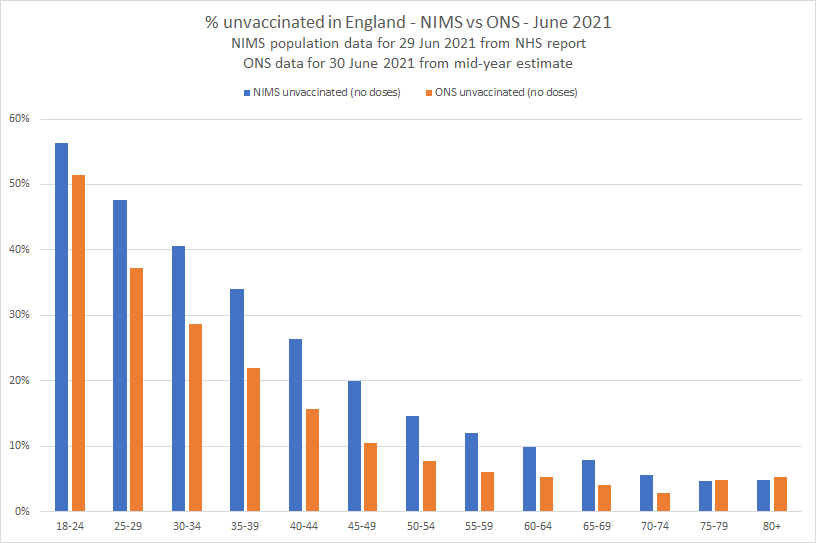 % unvaccinated in England - NIMS vs ONS - June 2021
NIMS population data for 29 Jun 2021 from NHS report
ONS data for 30 June 2021 from mid-year estimate
NIMS unvaccinated (no doses) ONS unvaccinated (no doses)
60%
50%
40%
30%
20%
10%
0%
18-24 25-29 30-34 35-39 40-44 45-49 50-54 55-59 60-64 65-69 70-74 75-79 80+